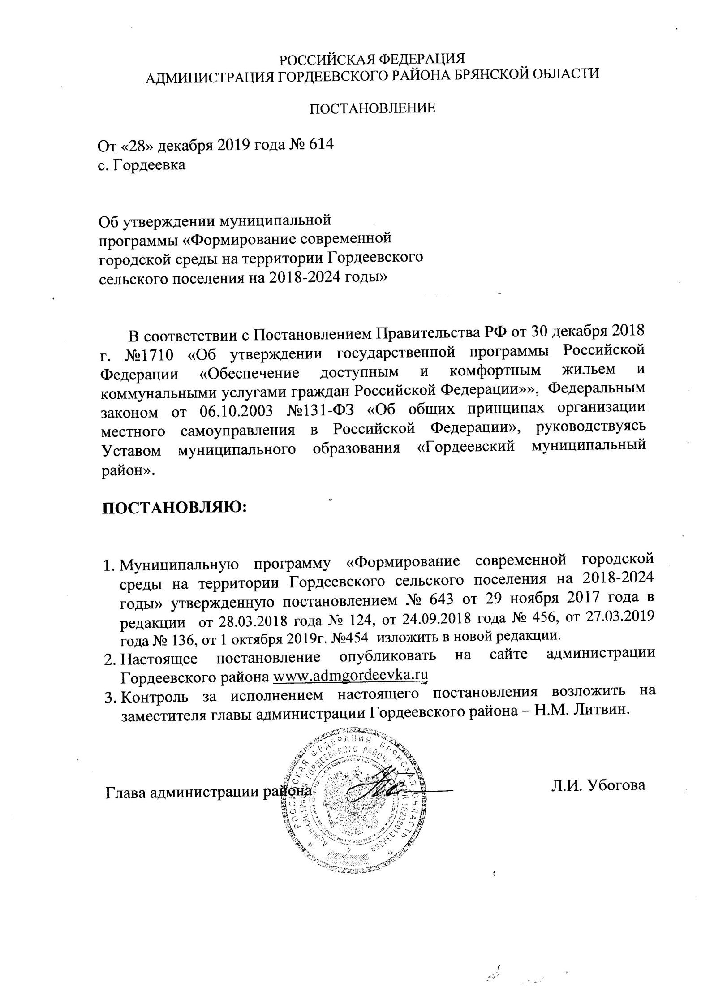 РОССИЙСКАЯ ФЕДЕРАЦИЯ
АДМИНИСТРАЦИЯ ГОРДЕЕВСКОГО РАЙОНА БРЯНСКОЙ ОБЛАСТИ
ПОСТАНОВЛЕНИЕ
От «28» декабря 2019 года № 614
с. Гордеевка
Об утверждении муниципальной
программы «Формирование современной
городской среды на территории Гордеевского
сельского поселения на 2018-2024 годы»
В соответствии с Постановлением Правительства РФ от 30 декабря 2018
г. №1710 «Об утверждении государственной программы Российской
Федерации «Обеспечение доступным и комфортным жильем и
коммунальными услугами граждан Российской Федерации»», Федеральным
законом от 06.10.2003 №131-ФЗ «Об общих принципах организации
местного самоуправления в Российской Федерации», руководствуясь
Уставом муниципального образования «Гордеевский муниципальный
район».
ПОСТАНОВЛЯЮ:
1. Муниципальную программу «Формирование современной городской
среды на территории Гордеевского сельского поселения на 2018-2024
годы» утвержденную постановлением № 643 от 29 ноября 2017 года в
редакции от 28.03.2018 года № 124, от 24.09.2018 года № 456, от 27.03.2019
года № 136, от 1 октября 2019г. №454 изложить в новой редакции.
2. Настоящее постановление опубликовать на сайте администрации
Гордеевского района www.admgordeevka.ru
3. Контроль за исполнением настоящего постановления возложить на
заместителя главы администрации Гордеевского района – Н.М. Литвин.
РОССИЙСКАЯ ФЕДЕРАЦИЯ БРЯНСКАЯ ОБЛАСТЬ
АДМИНИСТРАЦИЯ ГОРДЕЕВСКОГО РАЙОНА
1023201339259
Глава администрации района Л.И. Убогова